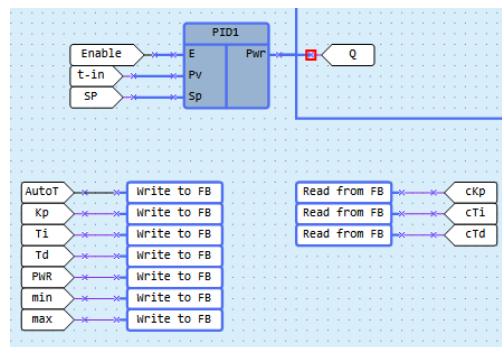 PID1
Enable E Pwr Q
t-in Pv
SP Sp
AutoT Write to FB Read from FB cKp
Kp Write to FB Read from FB cTi
Ti Write to FB Read from FB cTd
Td Write to FB
PWR Write to FB
min Write to FB
max Write to FB